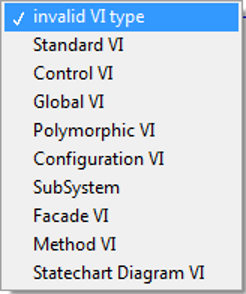 invalid VI type
Standard VI
Control VI
Global VI
Polymorphic VI
Configuration VI
SubSystem
Facade VI
Method VI
Statechart Diagram VI